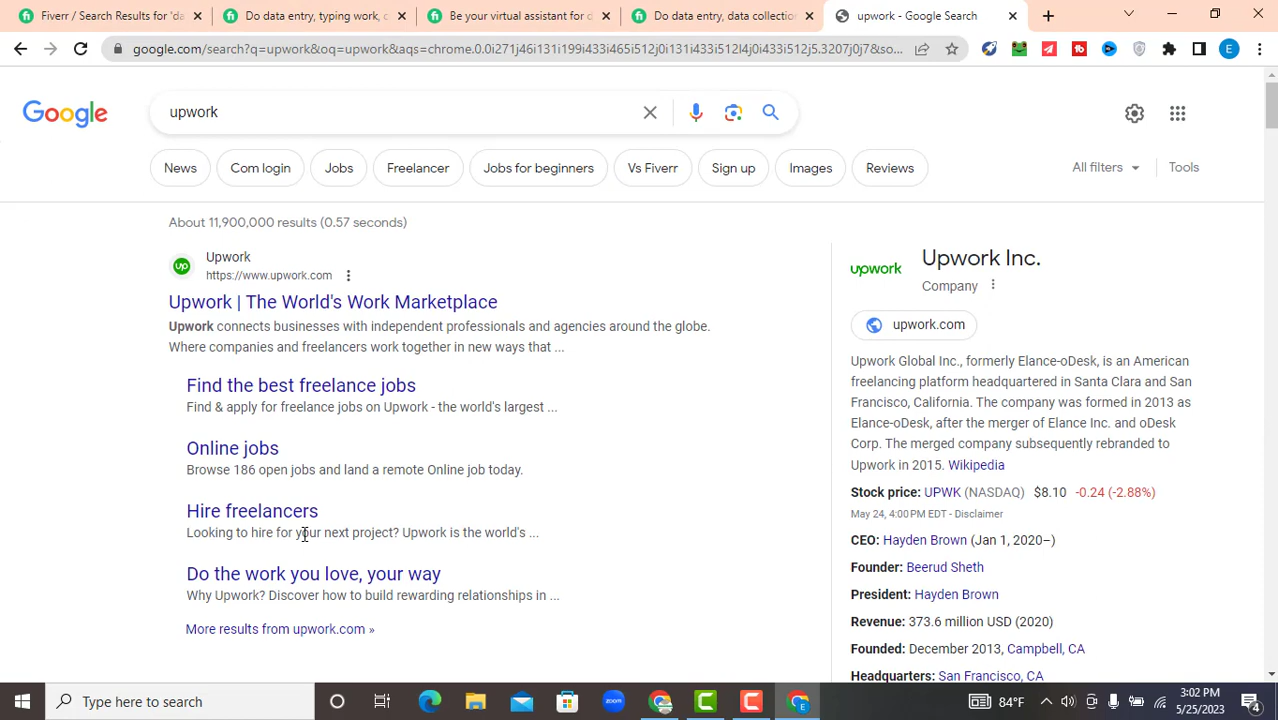 Fiverr / Search Results for 'da
Do data entry, typing work, c
Be your virtual assistant for d
Do data entry, data collection
upwork - Google Search
google.com/search?q=upwork&oq=upwork&aqs=chrome.0.0i271j46i131i199i433i465i512j0i131i433i512l4j0i433i512j5.3207j0j7&so...
E
Google
upwork
News
Com login
Jobs
Freelancer
Jobs for beginners
Vs Fiverr
Sign up
Images
Reviews
All filters
Tools
About 11,900,000 results (0.57 seconds)
up
Upwork
https://www.upwork.com
Upwork | The World's Work Marketplace
Upwork connects businesses with independent professionals and agencies around the globe.
Where companies and freelancers work together in new ways that ...
Find the best freelance jobs
Find & apply for freelance jobs on Upwork - the world's largest ...
Online jobs
Browse 186 open jobs and land a remote Online job today.
Hire freelancers
Looking to hire for your next project? Upwork is the world's ...
Do the work you love, your way
Why Upwork? Discover how to build rewarding relationships in ...
More results from upwork.com »
upwork
Upwork Inc.
Company
upwork.com
Upwork Global Inc., formerly Elance-oDesk, is an American
freelancing platform headquartered in Santa Clara and San
Francisco, California. The company was formed in 2013 as
Elance-oDesk, after the merger of Elance Inc. and oDesk
Corp. The merged company subsequently rebranded to
Upwork in 2015. Wikipedia
Stock price: UPWK (NASDAQ) $8.10 -0.24 (-2.88%)
May 24, 4:00 PM EDT - Disclaimer
CEO: Hayden Brown (Jan 1, 2020–)
Founder: Beerud Sheth
President: Hayden Brown
Revenue: 373.6 million USD (2020)
Founded: December 2013, Campbell, CA
Headquarters: San Francisco, CA
Type here to search
zoom
E
84°F
3:02 PM
5/25/2023
4